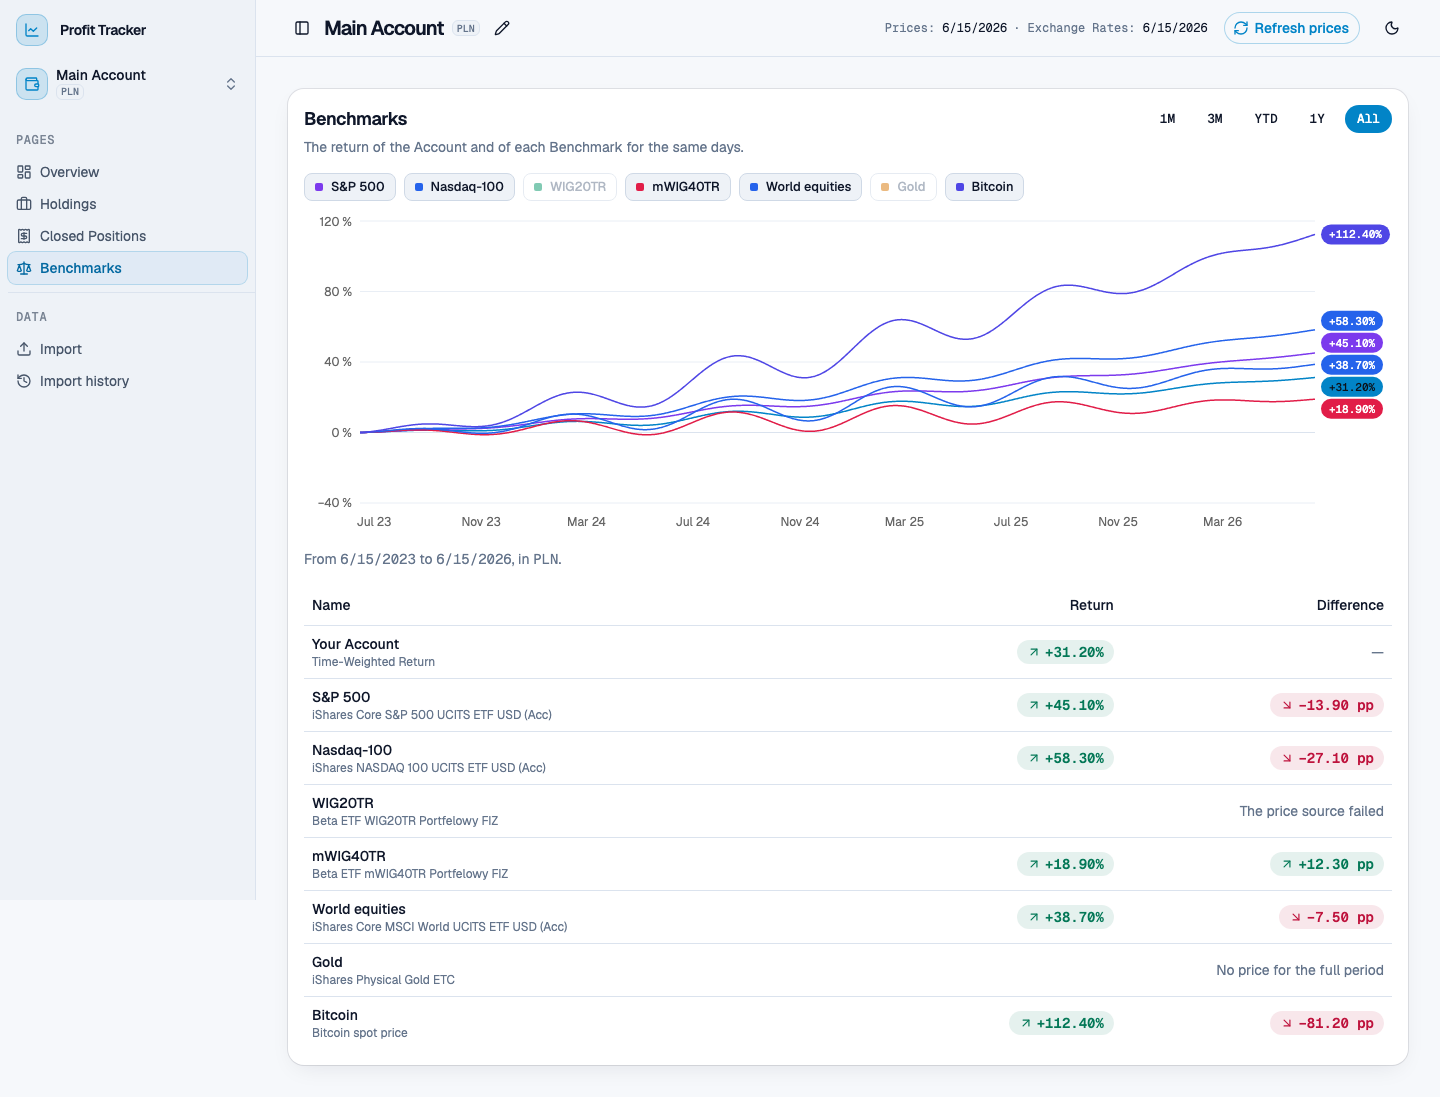 Profit Tracker
Main Account
PLN
PAGES
Overview
Holdings
Closed Positions
Benchmarks
DATA
Import
Import history
Main Account PLN
Prices: 6/15/2026 · Exchange Rates: 6/15/2026
Refresh prices
Benchmarks
1M 3M YTD 1Y All
The return of the Account and of each Benchmark for the same days.
S&P 500 Nasdaq-100 WIG20TR mWIG40TR World equities Gold Bitcoin
120 %
80 %
40 %
0 %
−40 %
+112.40%
+58.30%
+45.10%
+38.70%
+31.20%
+18.90%
Jul 23 Nov 23 Mar 24 Jul 24 Nov 24 Mar 25 Jul 25 Nov 25 Mar 26
From 6/15/2023 to 6/15/2026, in PLN.
Name Return Difference
Your Account
Time-Weighted Return
+31.20% —
S&P 500
iShares Core S&P 500 UCITS ETF USD (Acc)
+45.10% −13.90 pp
Nasdaq-100
iShares NASDAQ 100 UCITS ETF USD (Acc)
+58.30% −27.10 pp
WIG20TR
Beta ETF WIG20TR Portfelowy FIZ
The price source failed
mWIG40TR
Beta ETF mWIG40TR Portfelowy FIZ
+18.90% +12.30 pp
World equities
iShares Core MSCI World UCITS ETF USD (Acc)
+38.70% −7.50 pp
Gold
iShares Physical Gold ETC
No price for the full period
Bitcoin
Bitcoin spot price
+112.40% −81.20 pp